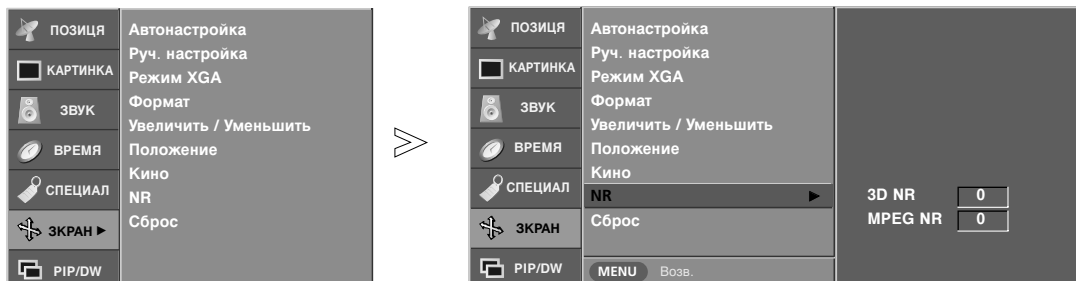 ПОЗИЦЯ
КАРТИНКА
ЗВУК
ВРЕМЯ
СПЕЦИАЛ
ЗКРАН ►
PIP/DW
Автонастройка
Руч. настройка
Режим XGA
Формат
Увеличить / Уменьшить
Положение
Кино
NR
Сброс
ПОЗИЦЯ
КАРТИНКА
ЗВУК
ВРЕМЯ
СПЕЦИАЛ
ЗКРАН
PIP/DW
Автонастройка
Руч. настройка
Режим XGA
Формат
Увеличить / Уменьшить
Положение
Кино
NR ►
Сброс
MENU Возв.
3D NR 0
MPEG NR 0